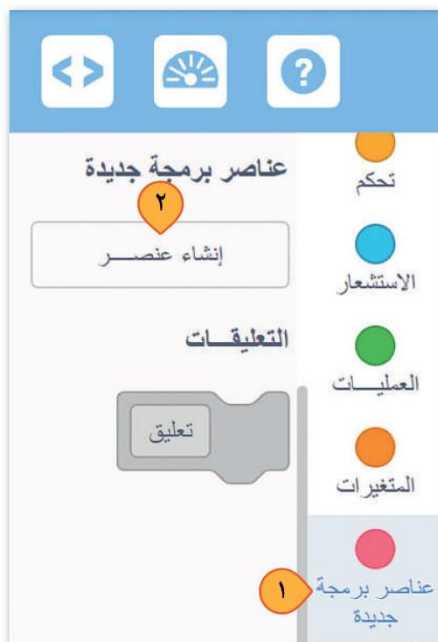 ؟
تحكم
الاستشعار
العمليـــات
المتغيرات
عناصر برمجة
جديدة
١
عناصر برمجة جديدة
٢
إنشاء عنصـــر
التعليقـــات
تعليق